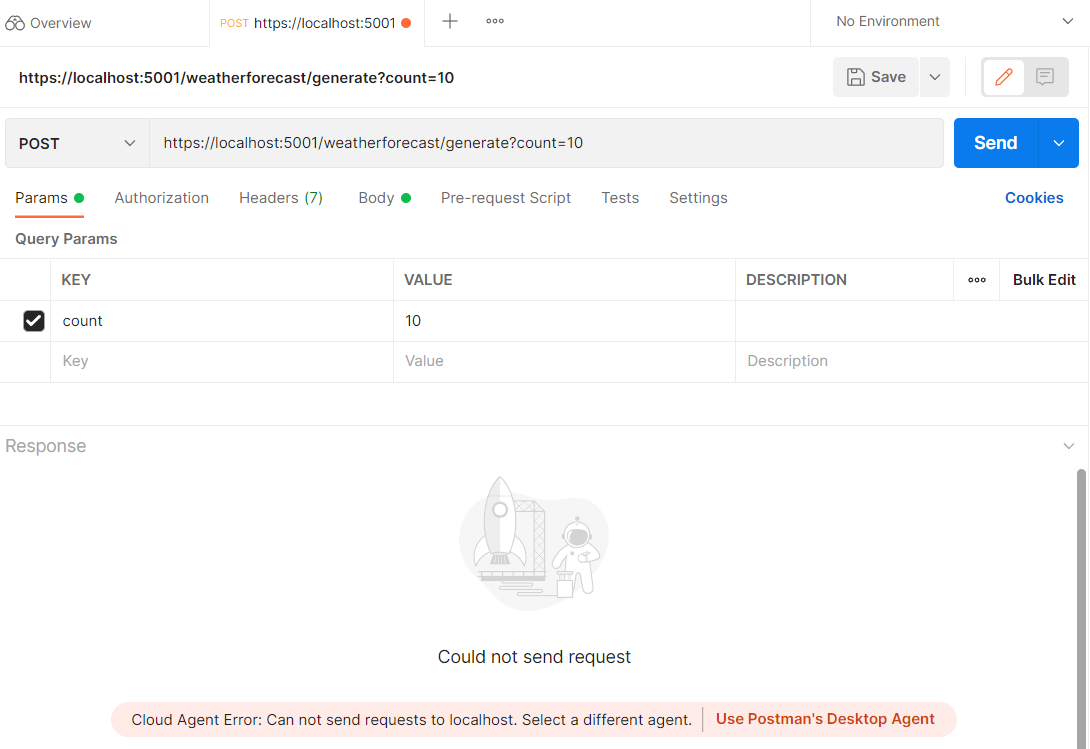 Overview
POST https://localhost:5001
No Environment
https://localhost:5001/weatherforecast/generate?count=10
Save
POST
https://localhost:5001/weatherforecast/generate?count=10
Send
Params
Authorization
Headers (7)
Body
Pre-request Script
Tests
Settings
Cookies
Query Params
KEY
VALUE
DESCRIPTION
Bulk Edit
count
10
Key
Value
Description
Response
Could not send request
Cloud Agent Error: Can not send requests to localhost. Select a different agent.
Use Postman's Desktop Agent